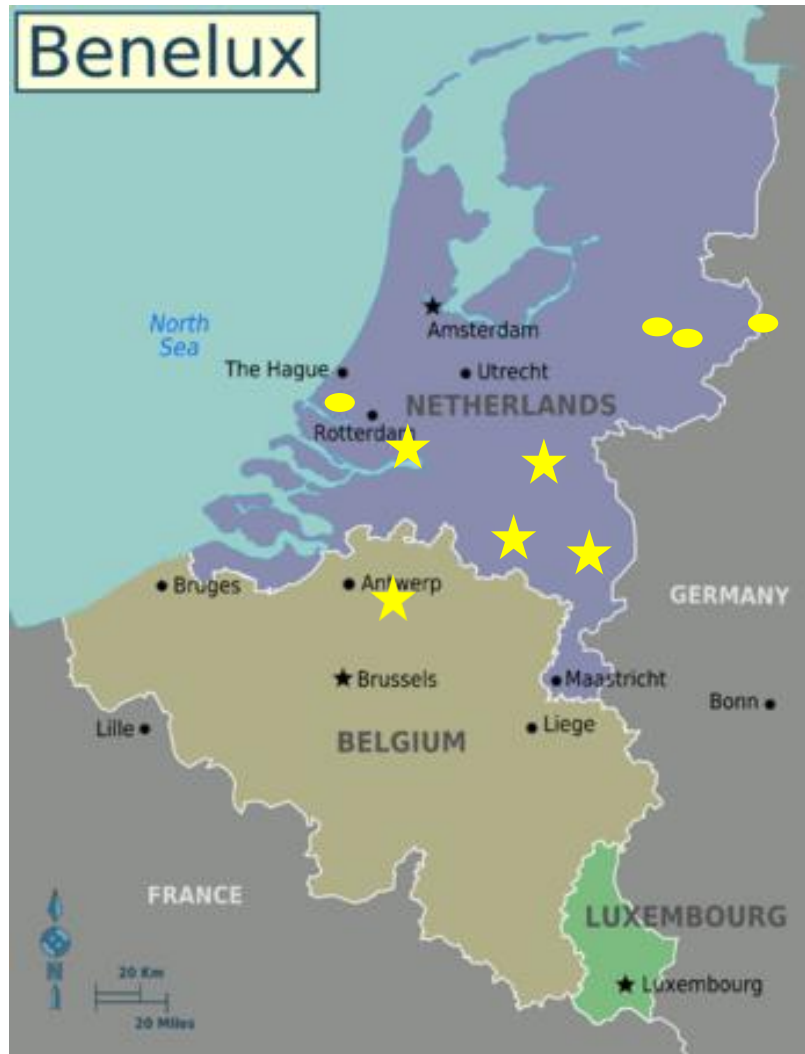 Benelux
North
Sea
Amsterdam
The Hague
Utrecht
NETHERLANDS
Rotterdam
Bruges
Antwerp
GERMANY
Brussels
Maastricht
Bonn
Lille
Liege
BELGIUM
FRANCE
LUXEMBOURG
N
20 Km
20 Miles
Luxembourg